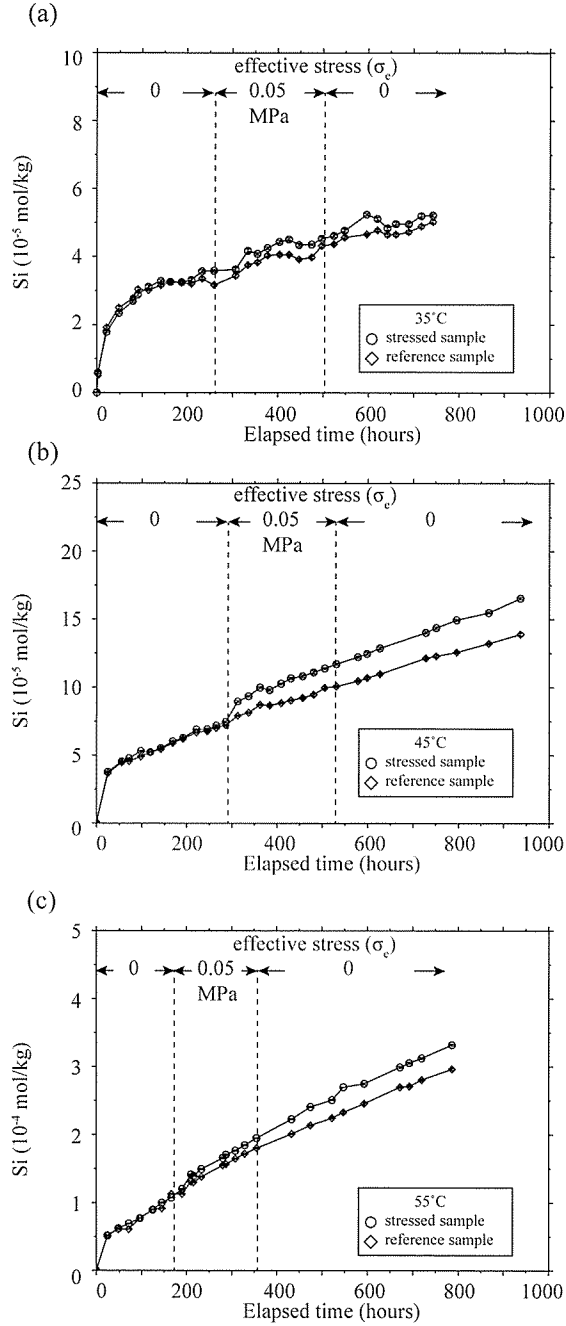 (a)
10
8
6
4
2
0
Si (10⁻⁵ mol/kg)
effective stress (σₑ)
0 0.05 0
MPa
35˚C
stressed sample
reference sample
0 200 400 600 800 1000
Elapsed time (hours)
(b)
25
20
15
10
5
0
Si (10⁻⁵ mol/kg)
effective stress (σₑ)
0 0.05 0
MPa
45˚C
stressed sample
reference sample
0 200 400 600 800 1000
Elapsed time (hours)
(c)
5
4
3
2
1
0
Si (10⁻⁴ mol/kg)
effective stress (σₑ)
0 0.05 0
MPa
55˚C
stressed sample
reference sample
0 200 400 600 800 1000
Elapsed time (hours)